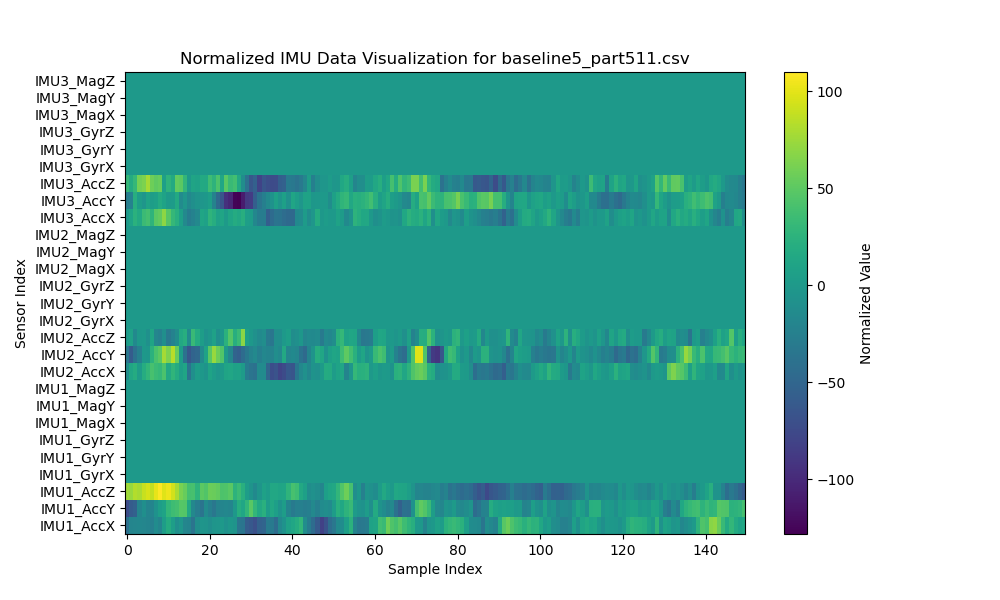 Normalized IMU Data Visualization for baseline5_part511.csv
IMU3_MagZ
IMU3_MagY
IMU3_MagX
IMU3_GyrZ
IMU3_GyrY
IMU3_GyrX
IMU3_AccZ
IMU3_AccY
IMU3_AccX
IMU2_MagZ
IMU2_MagY
IMU2_MagX
IMU2_GyrZ
IMU2_GyrY
IMU2_GyrX
IMU2_AccZ
IMU2_AccY
IMU2_AccX
IMU1_MagZ
IMU1_MagY
IMU1_MagX
IMU1_GyrZ
IMU1_GyrY
IMU1_GyrX
IMU1_AccZ
IMU1_AccY
IMU1_AccX
Sensor Index
0 20 40 60 80 100 120 140
Sample Index
100
50
0
−50
−100
Normalized Value